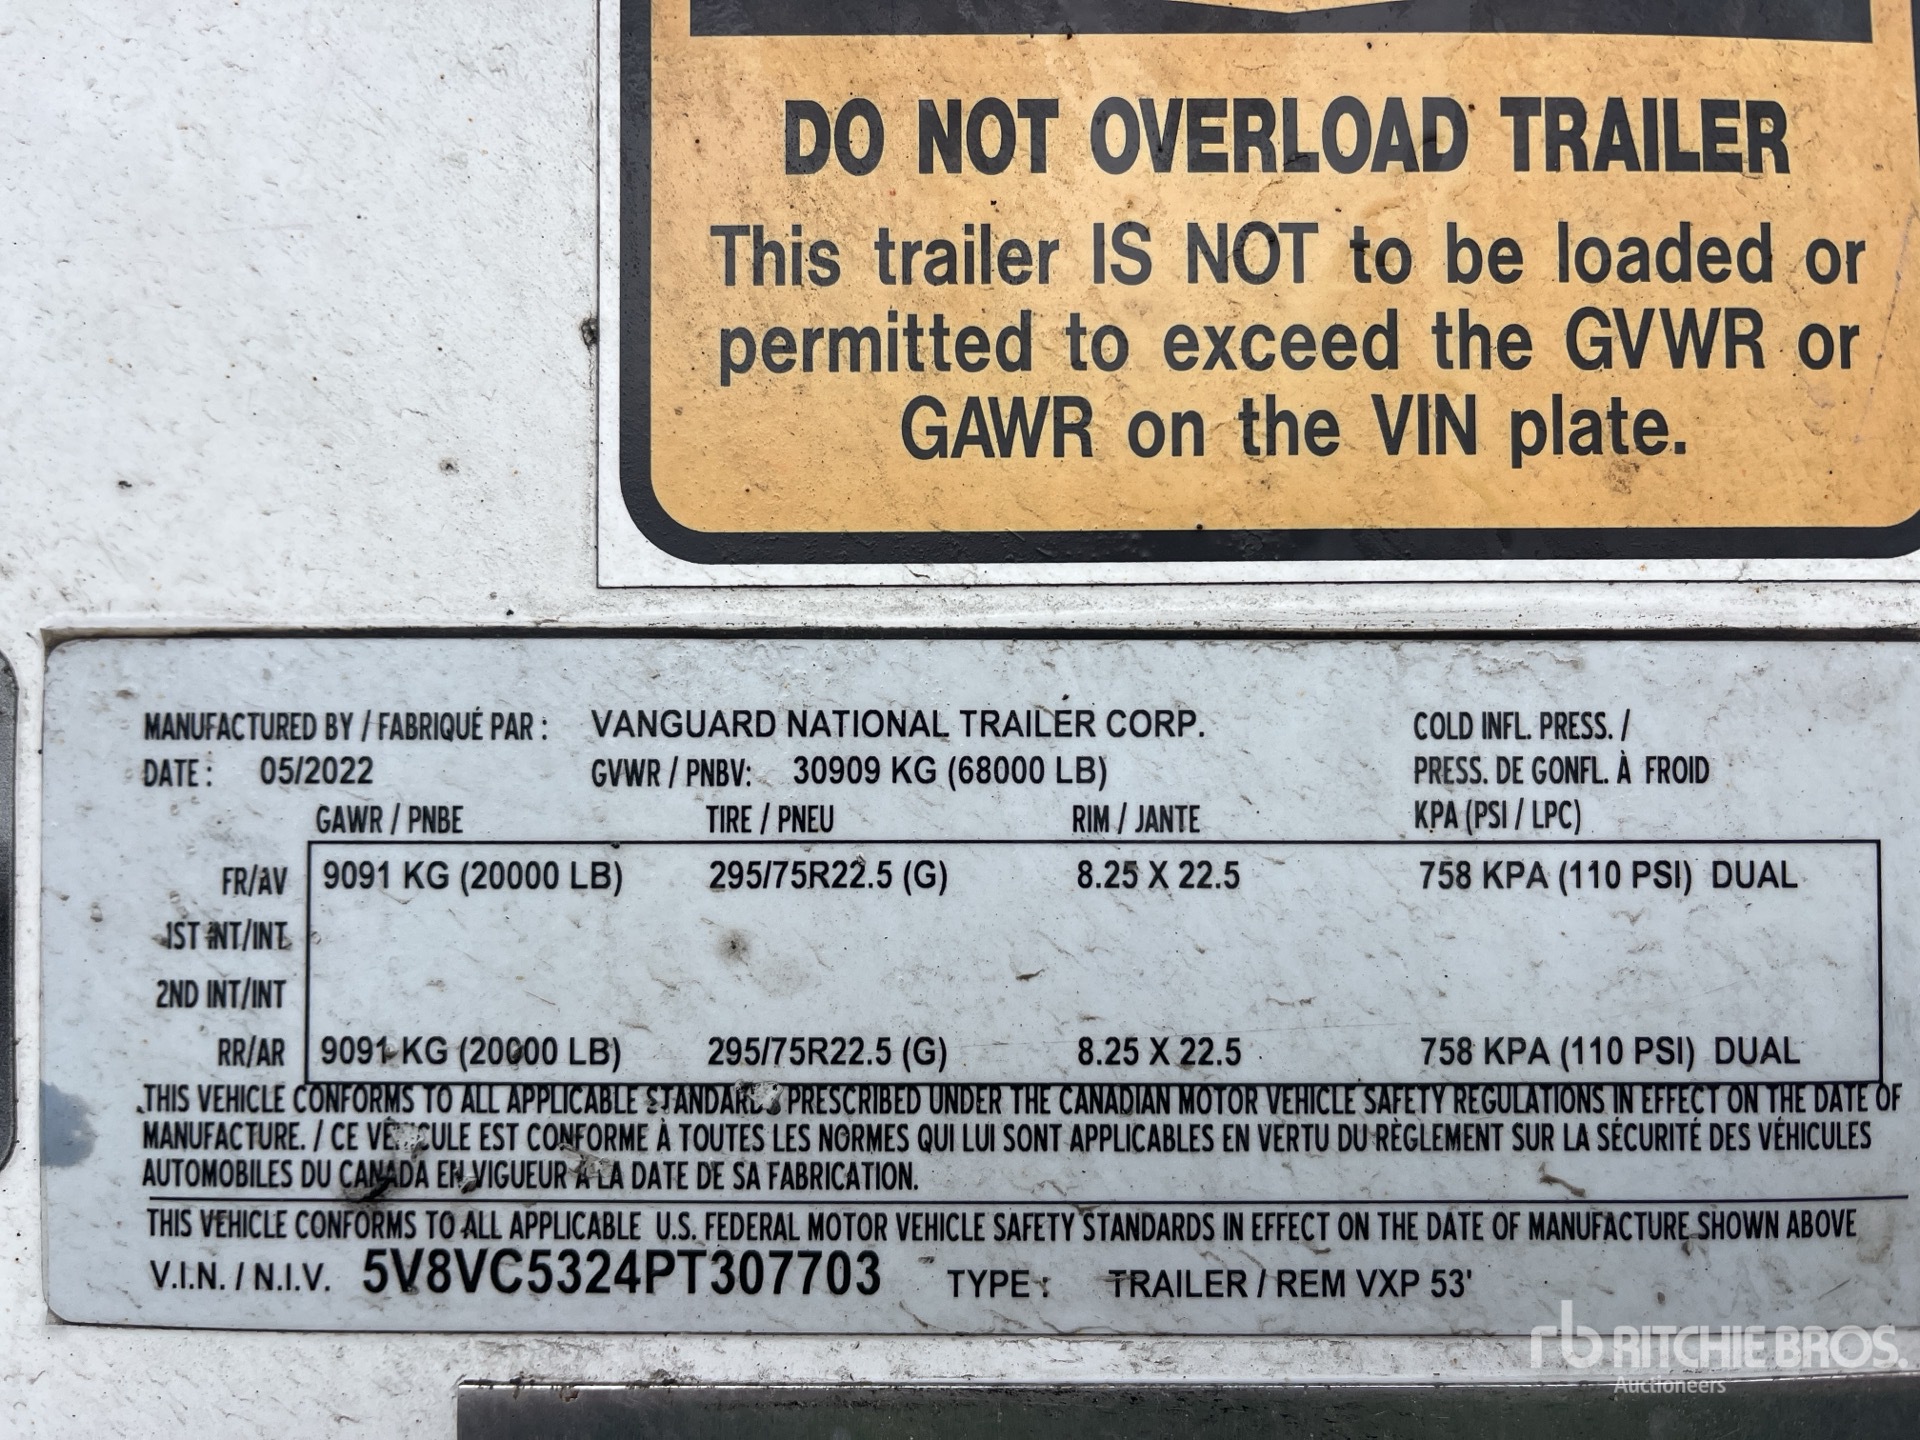 DO NOT OVERLOAD TRAILER
This trailer IS NOT to be loaded or
permitted to exceed the GVWR or
GAWR on the VIN plate.
MANUFACTURED BY / FABRIQUÉ PAR : VANGUARD NATIONAL TRAILER CORP. COLD INFL. PRESS. /
DATE : 05/2022 GVWR / PNBV: 30909 KG (68000 LB) PRESS. DE GONFL. À FROID
GAWR / PNBE TIRE / PNEU RIM / JANTE KPA (PSI / LPC)
FR/AV 9091 KG (20000 LB) 295/75R22.5 (G) 8.25 X 22.5 758 KPA (110 PSI) DUAL
1ST INT/INT
2ND INT/INT
RR/AR 9091 KG (20000 LB) 295/75R22.5 (G) 8.25 X 22.5 758 KPA (110 PSI) DUAL
THIS VEHICLE CONFORMS TO ALL APPLICABLE STANDARDS PRESCRIBED UNDER THE CANADIAN MOTOR VEHICLE SAFETY REGULATIONS IN EFFECT ON THE DATE OF
MANUFACTURE. / CE VÉHICULE EST CONFORME À TOUTES LES NORMES QUI LUI SONT APPLICABLES EN VERTU DU RÈGLEMENT SUR LA SÉCURITÉ DES VÉHICULES
AUTOMOBILES DU CANADA EN VIGUEUR À LA DATE DE SA FABRICATION.
THIS VEHICLE CONFORMS TO ALL APPLICABLE U.S. FEDERAL MOTOR VEHICLE SAFETY STANDARDS IN EFFECT ON THE DATE OF MANUFACTURE SHOWN ABOVE
V.I.N. / N.I.V. 5V8VC5324PT307703 TYPE : TRAILER / REM VXP 53'
rb RITCHIE BROS.
Auctioneers